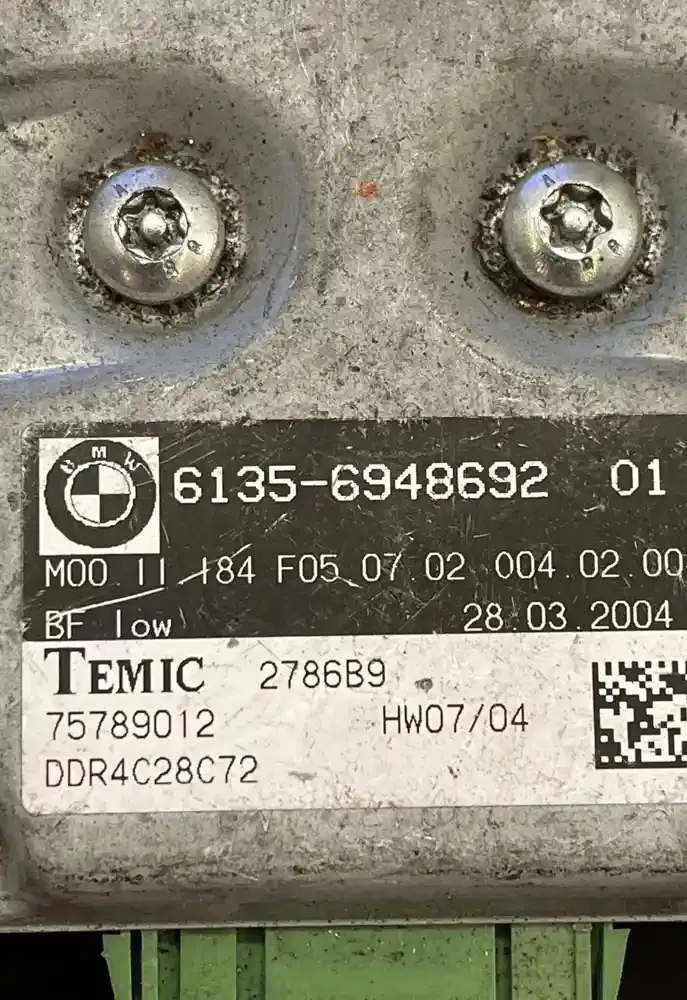 BMW
6135-6948692 01
M00 11 184 F05 07 02 004.02.00
BF low 28.03.2004
TEMIC 2786B9
75789012 HW07/04
DDR4C28C72